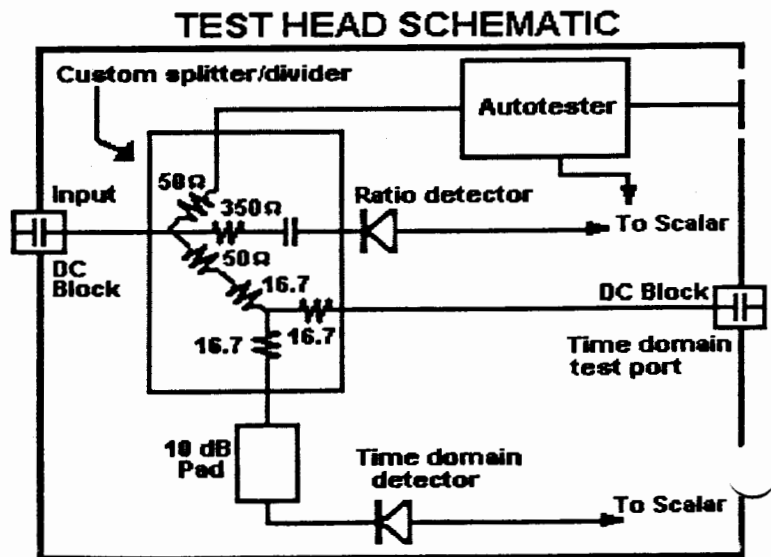 TEST HEAD SCHEMATIC
Custom splitter/divider
Autotester
50Ω
Input
350Ω
Ratio detector
To Scalar
DC
Block
50Ω
16.7
DC Block
16.7
16.7
Time domain
test port
10 dB
Pad
Time domain
detector
To Scalar